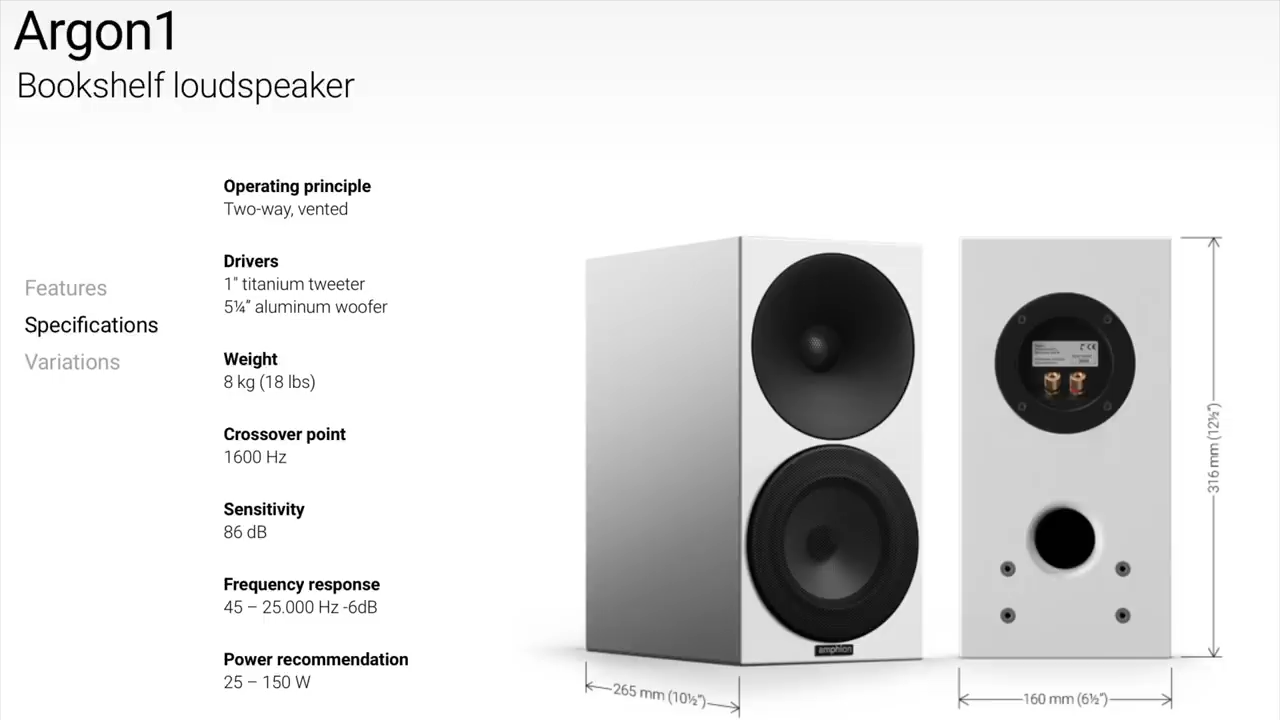 Argon1
Bookshelf loudspeaker
Features
Specifications
Variations
Operating principle
Two-way, vented
Drivers
1" titanium tweeter
5¼” aluminum woofer
Weight
8 kg (18 lbs)
Crossover point
1600 Hz
Sensitivity
86 dB
Frequency response
45 – 25.000 Hz -6dB
Power recommendation
25 – 150 W
amphion
265 mm (10½”)
160 mm (6½”)
316 mm (12½”)